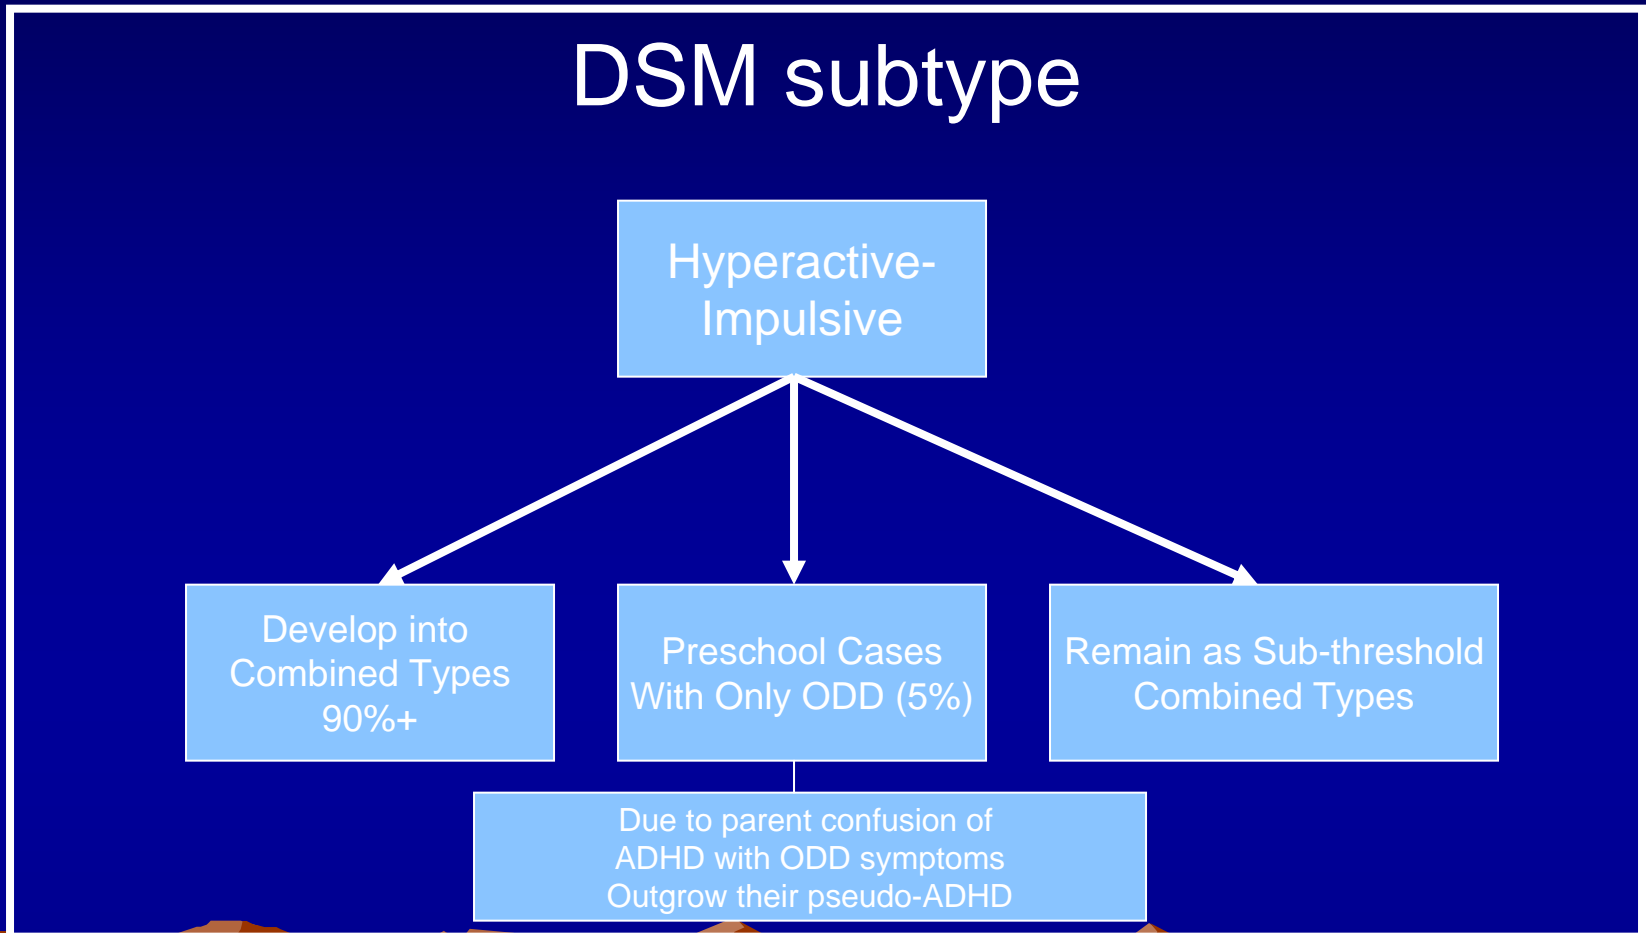 DSM subtype
Hyperactive-
Impulsive
Develop into
Combined Types
90%+
Preschool Cases
With Only ODD (5%)
Remain as Sub-threshold
Combined Types
Due to parent confusion of
ADHD with ODD symptoms
Outgrow their pseudo-ADHD